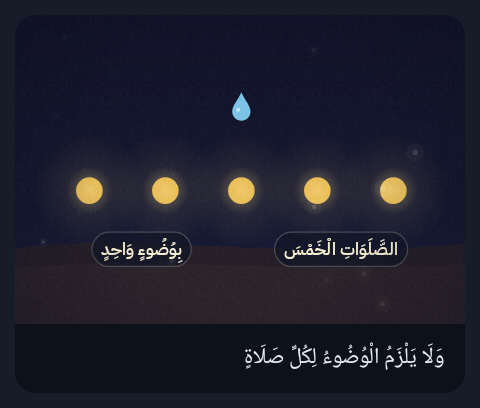 الصَّلَوَاتِ الْخَمْسَ
بِوُضُوءٍ وَاحِدٍ
وَلَا يَلْزَمُ الْوُضُوءُ لِكُلِّ صَلَاةٍ